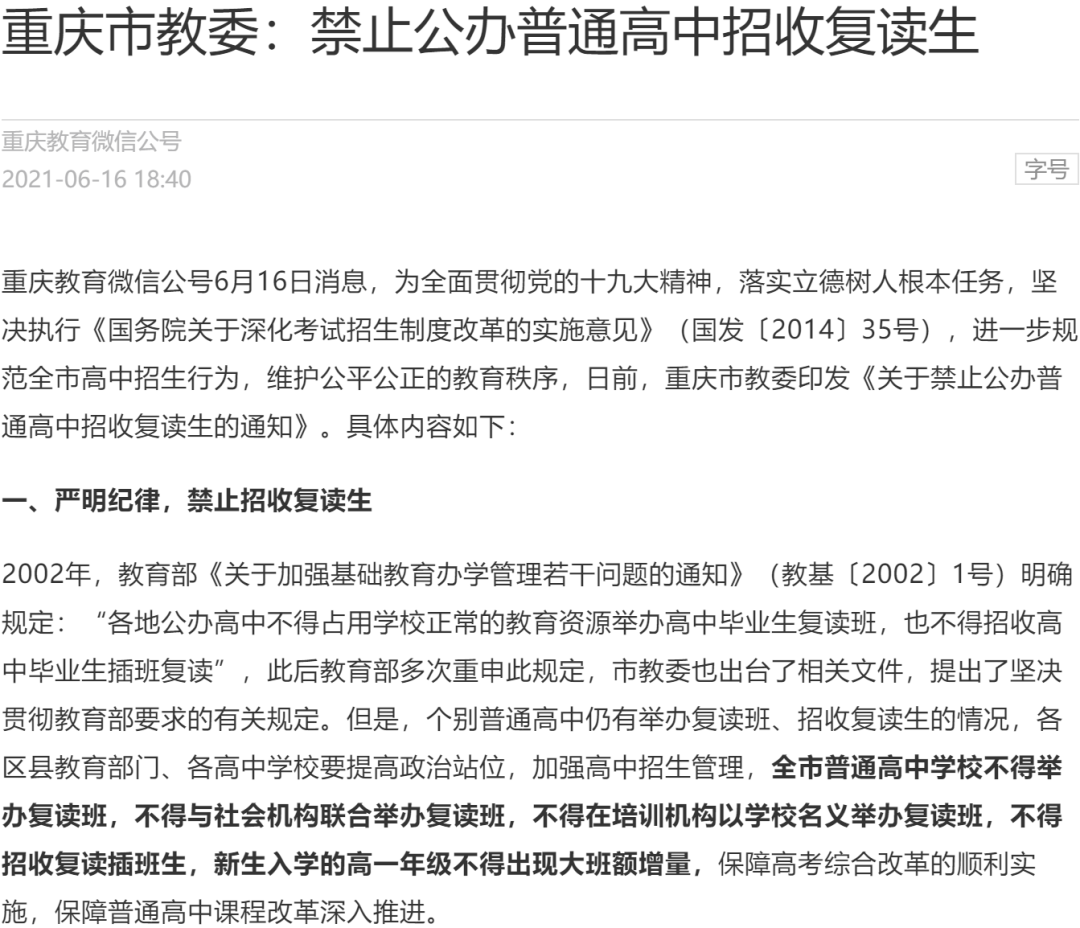 重庆市教委：禁止公办普通高中招收复读生
重庆教育微信公号
2021-06-16 18:40
字号
重庆教育微信公号6月16日消息，为全面贯彻党的十九大精神，落实立德树人根本任务，坚
决执行《国务院关于深化考试招生制度改革的实施意见》（国发〔2014〕35号），进一步规
范全市高中招生行为，维护公平公正的教育秩序，日前，重庆市教委印发《关于禁止公办普
通高中招收复读生的通知》。具体内容如下：
一、严明纪律，禁止招收复读生
2002年，教育部《关于加强基础教育办学管理若干问题的通知》（教基〔2002〕1号）明确
规定：“各地公办高中不得占用学校正常的教育资源举办高中毕业生复读班，也不得招收高
中毕业生插班复读”，此后教育部多次重申此规定，市教委也出台了相关文件，提出了坚决
贯彻教育部要求的有关规定。但是，个别普通高中仍有举办复读班、招收复读生的情况，各
区县教育部门、各高中学校要提高政治站位，加强高中招生管理，全市普通高中学校不得举
办复读班，不得与社会机构联合举办复读班，不得在培训机构以学校名义举办复读班，不得
招收复读插班生，新生入学的高一年级不得出现大班额增量，保障高考综合改革的顺利实
施，保障普通高中课程改革深入推进。